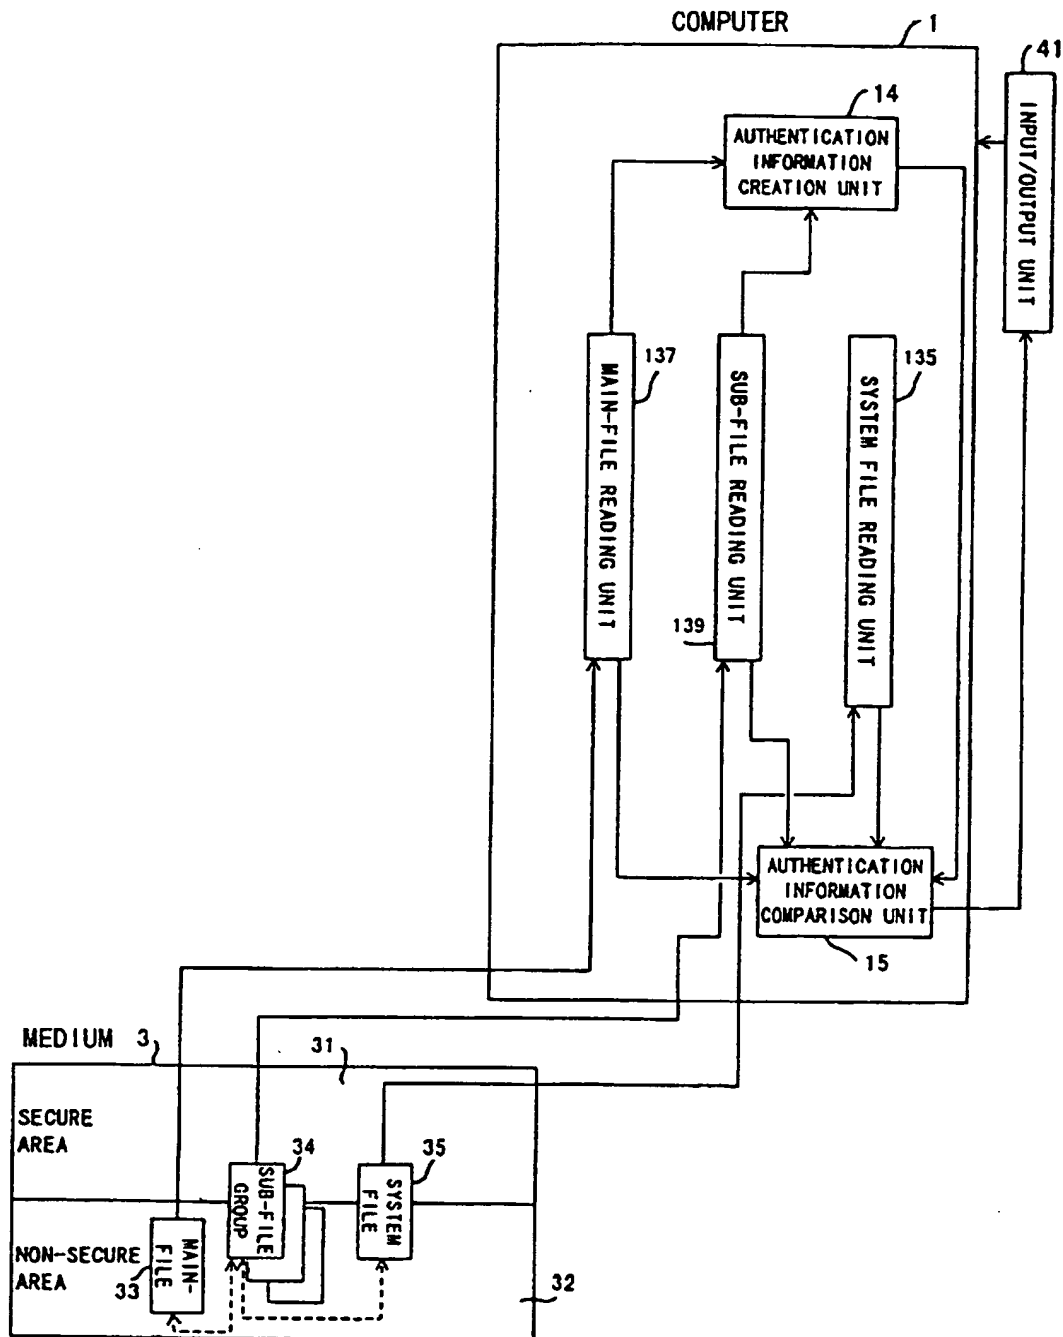 COMPUTER
1
41
14
AUTHENTICATION
INFORMATION
CREATION UNIT
INPUT/OUTPUT UNIT
137
MAIN-FILE READING UNIT
139
SUB-FILE READING UNIT
135
SYSTEM FILE READING UNIT
AUTHENTICATION
INFORMATION
COMPARISON UNIT
15
MEDIUM
3
31
SECURE
AREA
34
SUB-FILE
GROUP
35
SYSTEM
FILE
NON-SECURE
AREA
MAIN-
FILE
33
32